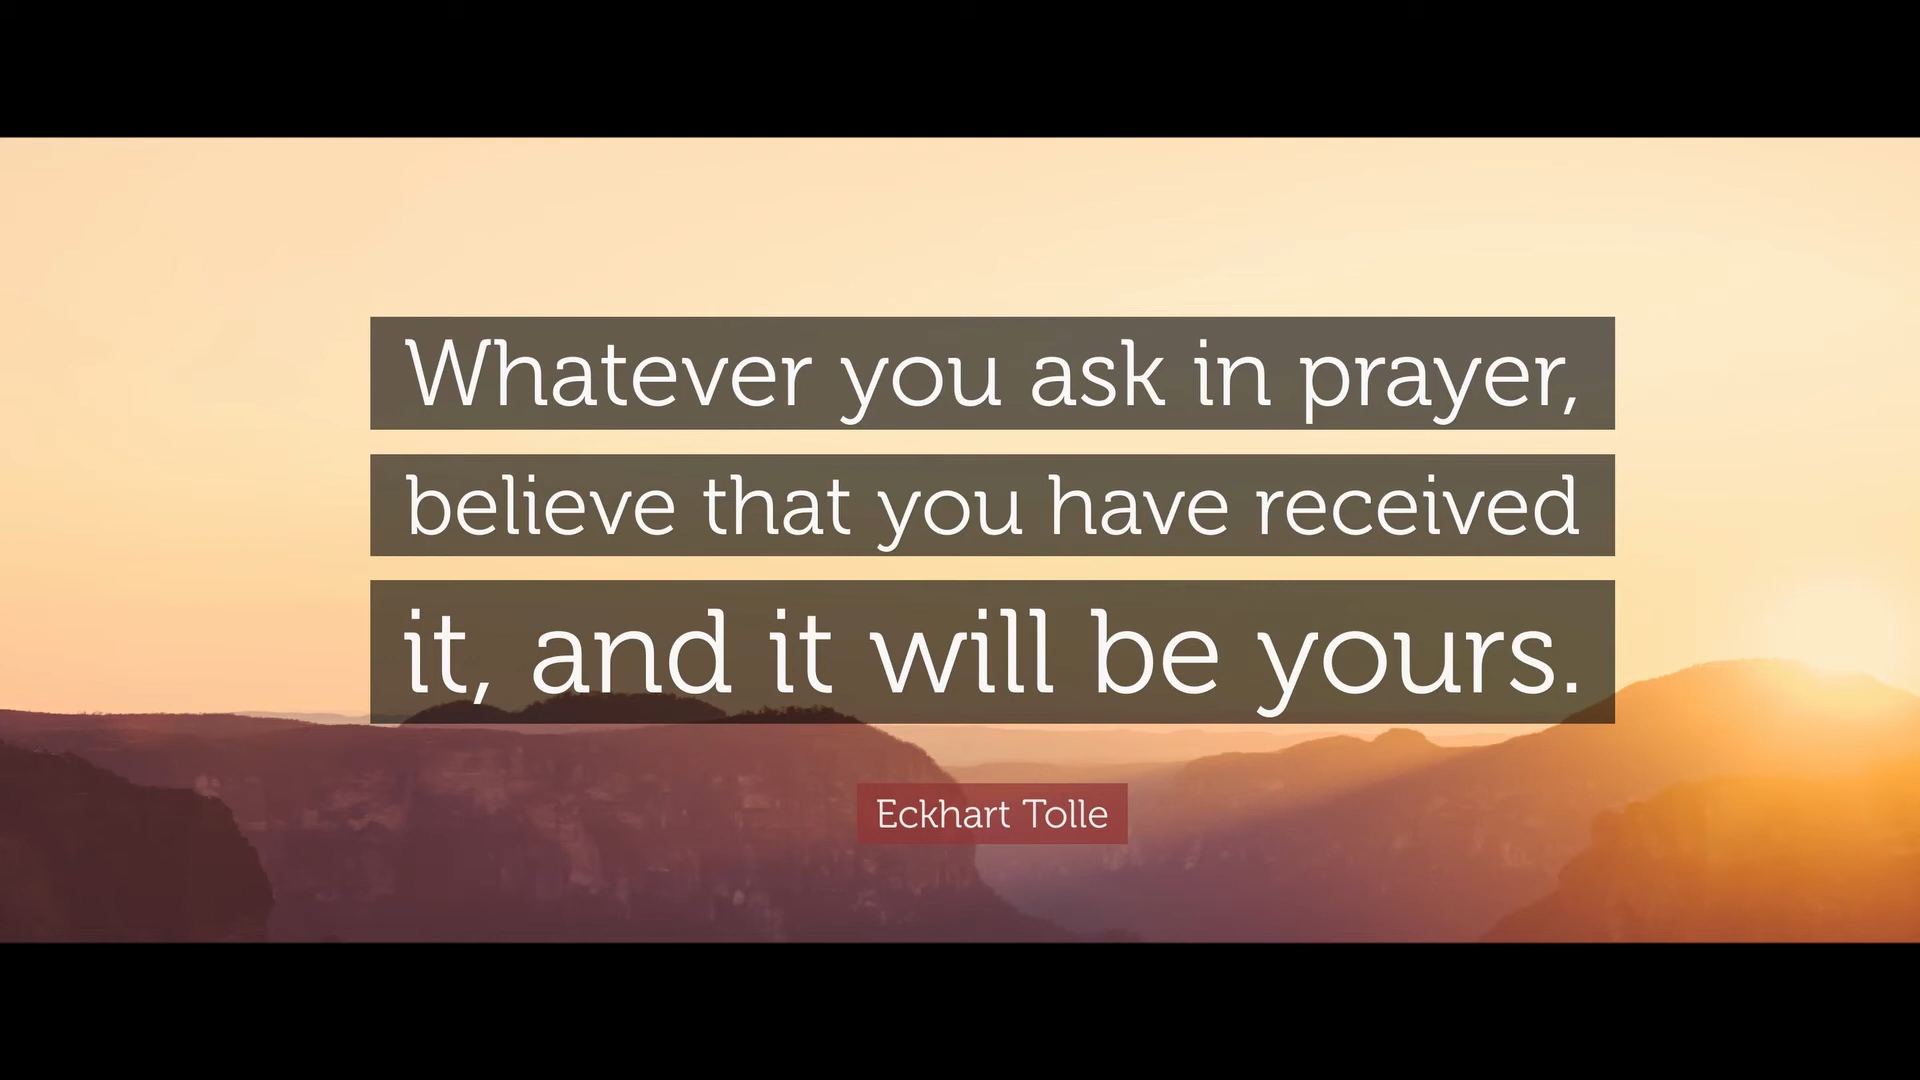 Whatever you ask in prayer,
believe that you have received
it, and it will be yours.
Eckhart Tolle